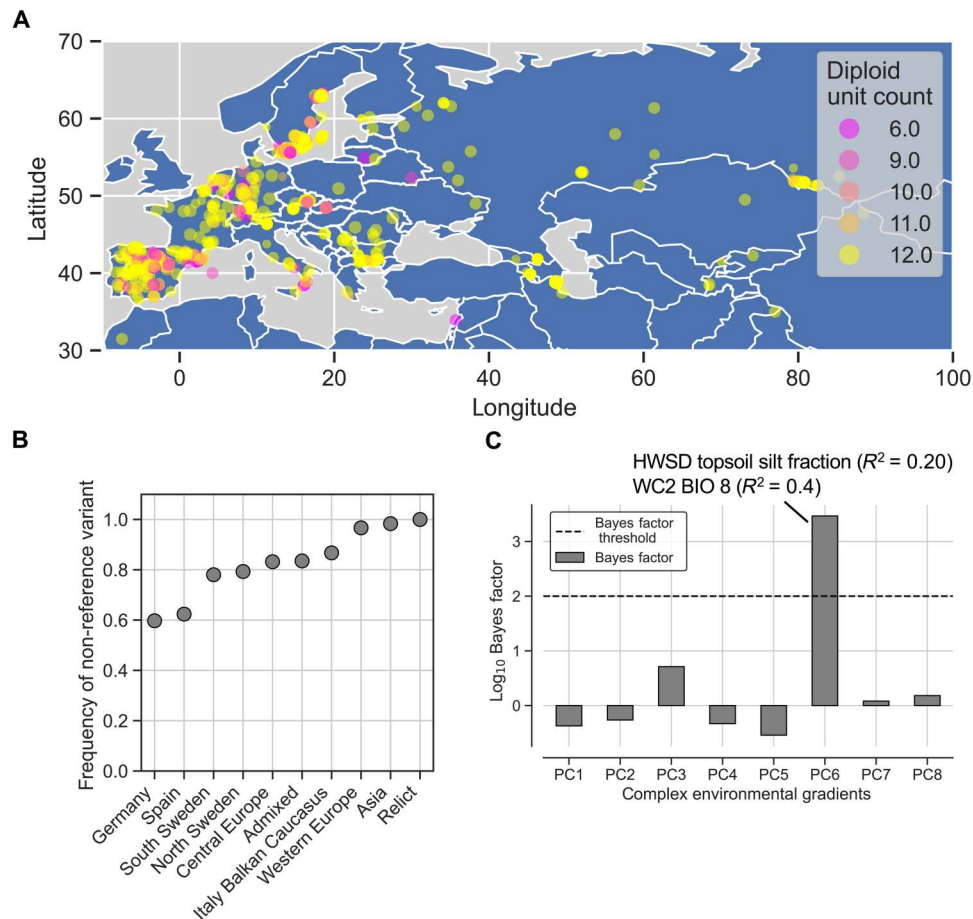 A
70
60
50
40
30
Latitude
0
20
40
60
80
100
Longitude
Diploid
unit count
6.0
9.0
10.0
11.0
12.0
B
Frequency of non-reference variant
1.0
0.8
0.6
0.4
0.2
0.0
Germany
Spain
South Sweden
North Sweden
Central Europe
Admixed
Italy Balkan Caucasus
Western Europe
Asia
Relict
C
HWSD topsoil silt fraction (R² = 0.20)
WC2 BIO 8 (R² = 0.4)
Bayes factor
threshold
Bayes factor
Log₁₀ Bayes factor
3
2
1
0
PC1
PC2
PC3
PC4
PC5
PC6
PC7
PC8
Complex environmental gradients